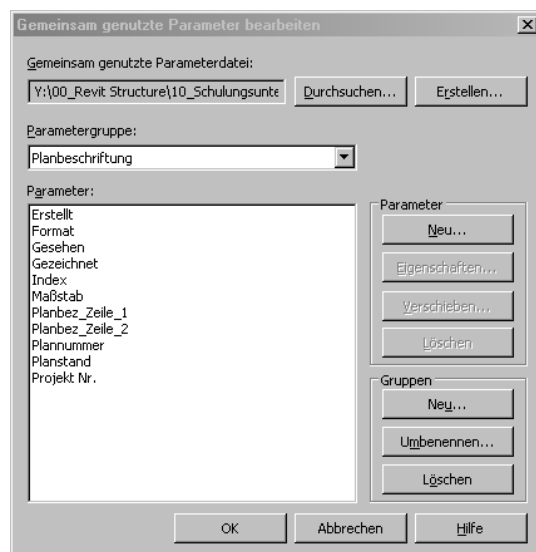 Gemeinsam genutzte Parameter bearbeiten
Gemeinsam genutzte Parameterdatei:
Y:\00_Revit Structure\10_Schulungsunte
Durchsuchen...
Erstellen...
Parametergruppe:
Planbeschriftung
Parameter:
Erstellt
Format
Gesehen
Gezeichnet
Index
Maßstab
Planbez_Zeile_1
Planbez_Zeile_2
Plannummer
Planstand
Projekt Nr.
Parameter
Neu...
Eigenschaften...
Verschieben...
Löschen
Gruppen
Neu...
Umbenennen...
Löschen
OK
Abbrechen
Hilfe